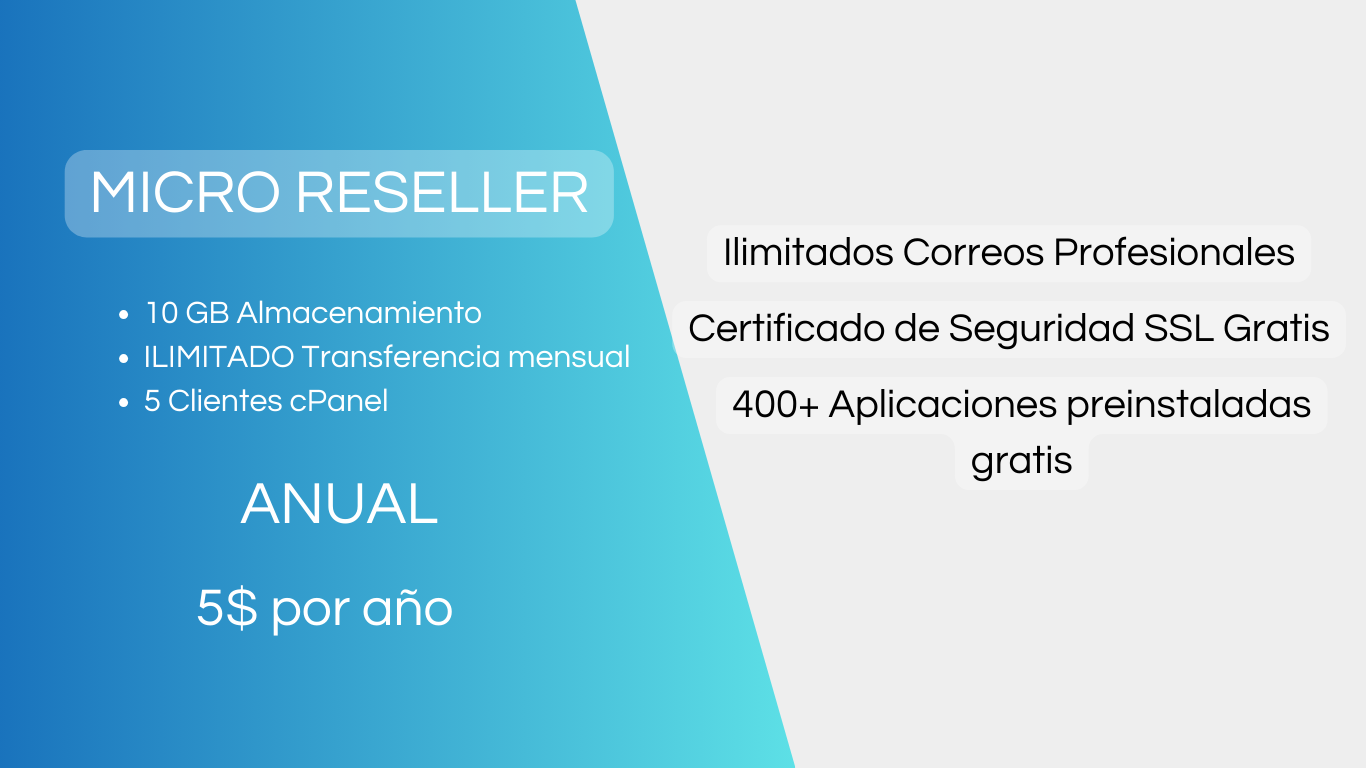 MICRO RESELLER
10 GB Almacenamiento
ILIMITADO Transferencia mensual
5 Clientes cPanel
ANUAL
5$ por año
Ilimitados Correos Profesionales
Certificado de Seguridad SSL Gratis
400+ Aplicaciones preinstaladas
gratis